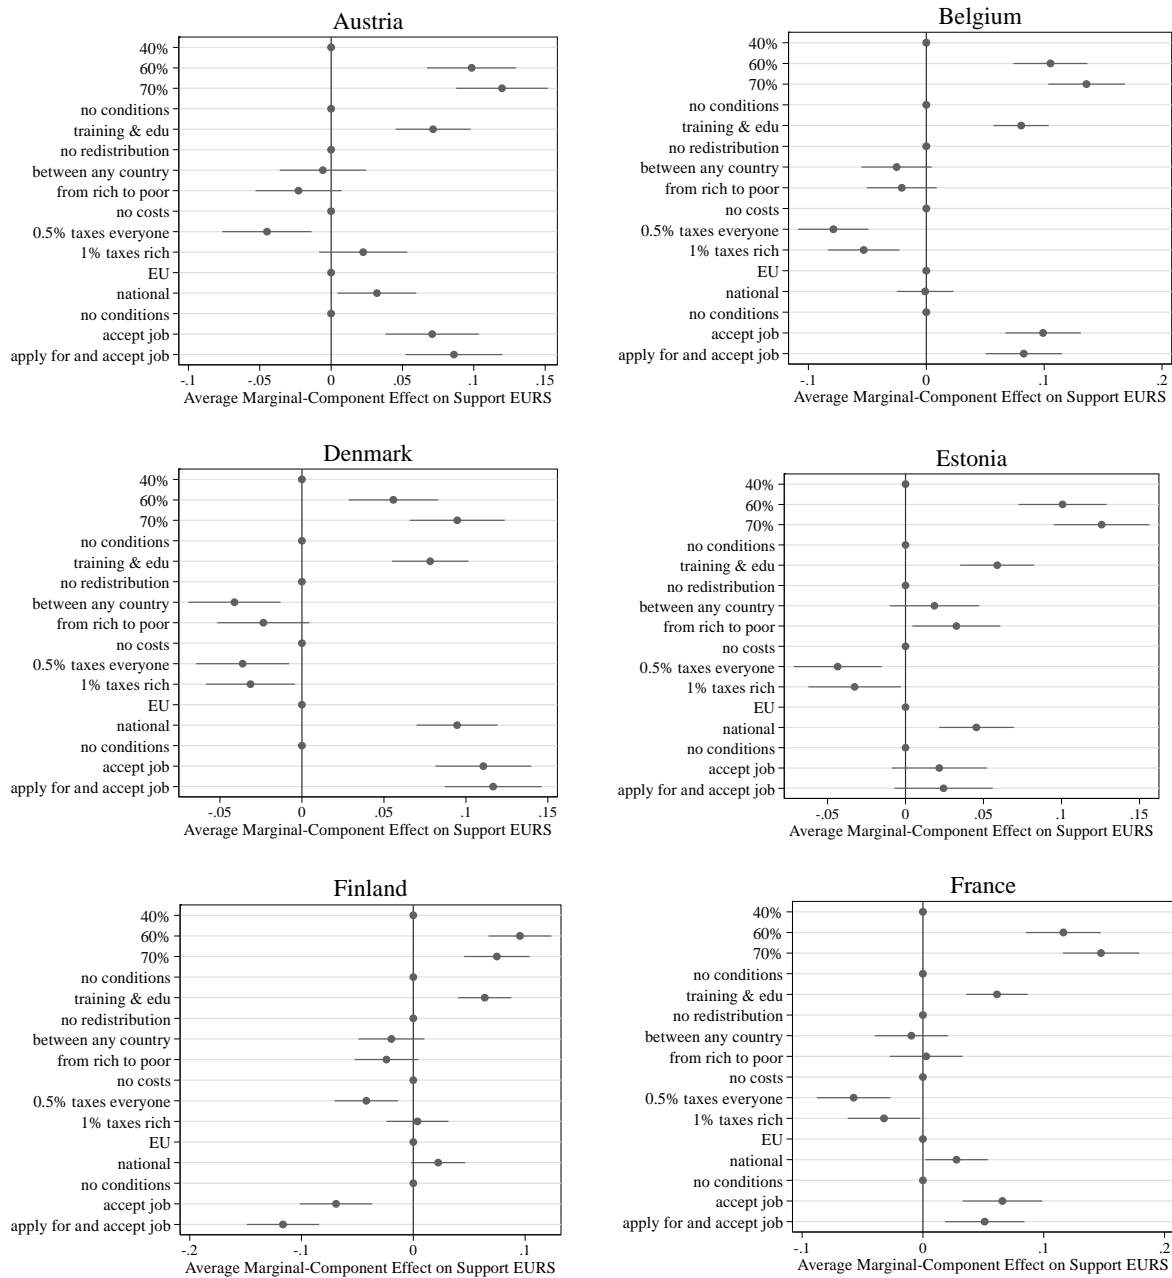 Austria
40%
60%
70%
no conditions
training & edu
no redistribution
between any country
from rich to poor
no costs
0.5% taxes everyone
1% taxes rich
EU
national
no conditions
accept job
apply for and accept job
-.1 -.05 0 .05 .1 .15
Average Marginal-Component Effect on Support EURS
Belgium
40%
60%
70%
no conditions
training & edu
no redistribution
between any country
from rich to poor
no costs
0.5% taxes everyone
1% taxes rich
EU
national
no conditions
accept job
apply for and accept job
-.1 0 .1 .2
Average Marginal-Component Effect on Support EURS
Denmark
40%
60%
70%
no conditions
training & edu
no redistribution
between any country
from rich to poor
no costs
0.5% taxes everyone
1% taxes rich
EU
national
no conditions
accept job
apply for and accept job
-.05 0 .05 .1 .15
Average Marginal-Component Effect on Support EURS
Estonia
40%
60%
70%
no conditions
training & edu
no redistribution
between any country
from rich to poor
no costs
0.5% taxes everyone
1% taxes rich
EU
national
no conditions
accept job
apply for and accept job
-.05 0 .05 .1 .15
Average Marginal-Component Effect on Support EURS
Finland
40%
60%
70%
no conditions
training & edu
no redistribution
between any country
from rich to poor
no costs
0.5% taxes everyone
1% taxes rich
EU
national
no conditions
accept job
apply for and accept job
-.2 -.1 0 .1
Average Marginal-Component Effect on Support EURS
France
40%
60%
70%
no conditions
training & edu
no redistribution
between any country
from rich to poor
no costs
0.5% taxes everyone
1% taxes rich
EU
national
no conditions
accept job
apply for and accept job
-.1 0 .1 .2
Average Marginal-Component Effect on Support EURS